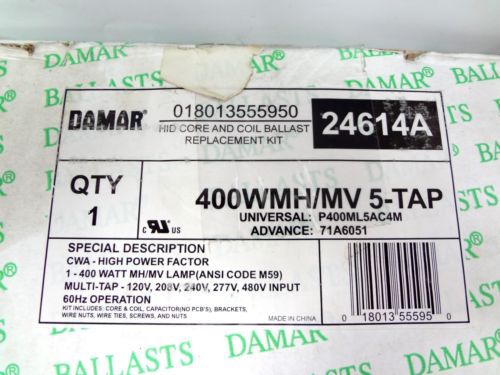 DAMAR®
BALLASTS
DAMAR®
BALLASTS
DAMAR®
018013555950
HID CORE AND COIL BALLAST
REPLACEMENT KIT
24614A
QTY
1
400WMH/MV 5-TAP
UNIVERSAL: P400ML5AC4M
ADVANCE: 71A6051
SPECIAL DESCRIPTION
CWA - HIGH POWER FACTOR
1 - 400 WATT MH/MV LAMP(ANSI CODE M59)
MULTI-TAP - 120V, 208V, 240V, 277V, 480V INPUT
60Hz OPERATION
KIT INCLUDES: CORE & COIL, CAPACITOR(NO PCB'S), BRACKETS,
WIRE NUTS, WIRE TIES, SCREWS, AND NUTS
0 18013 55595 0
BALLASTS
DAMAR®